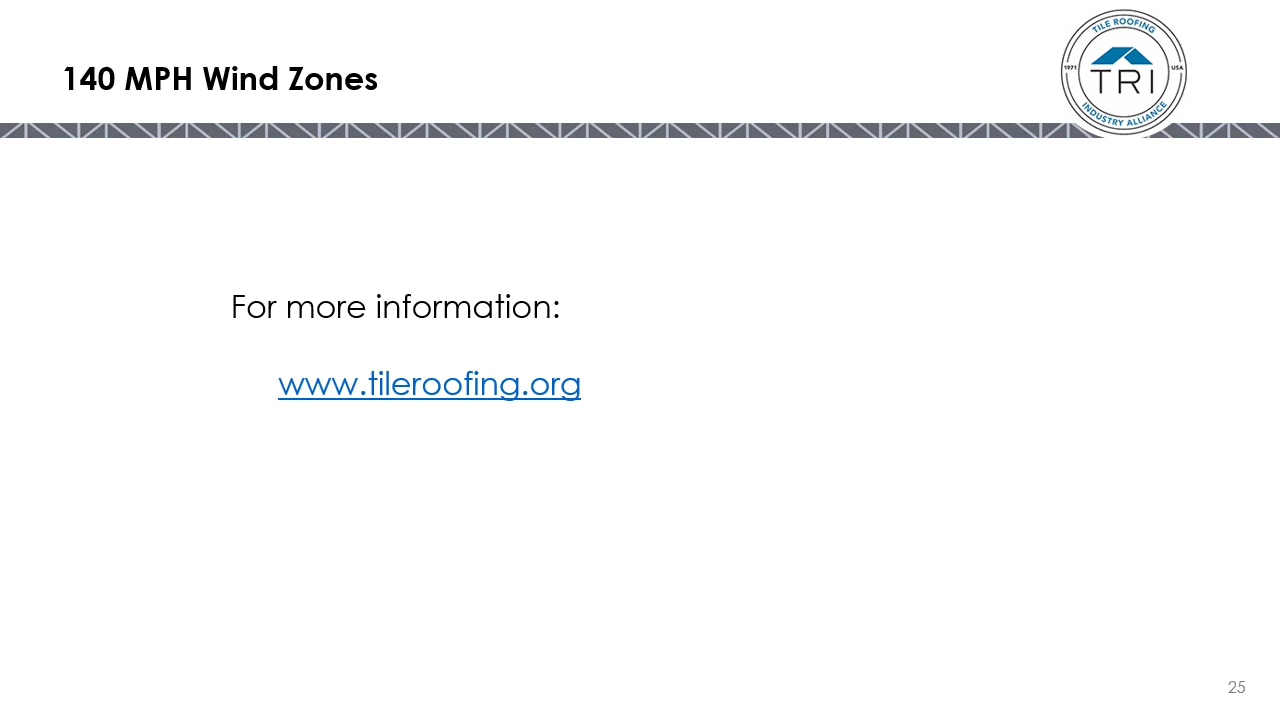 140 MPH Wind Zones
TILE ROOFING
1971
USA
TRI
INDUSTRY ALLIANCE
For more information:
www.tileroofing.org
25